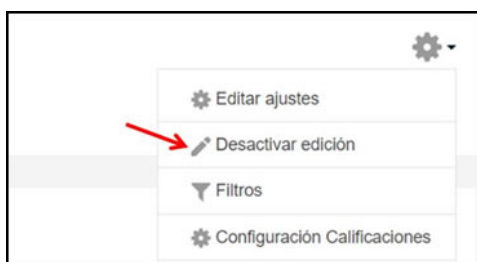 Editar ajustes
Desactivar edición
Filtros
Configuración Calificaciones